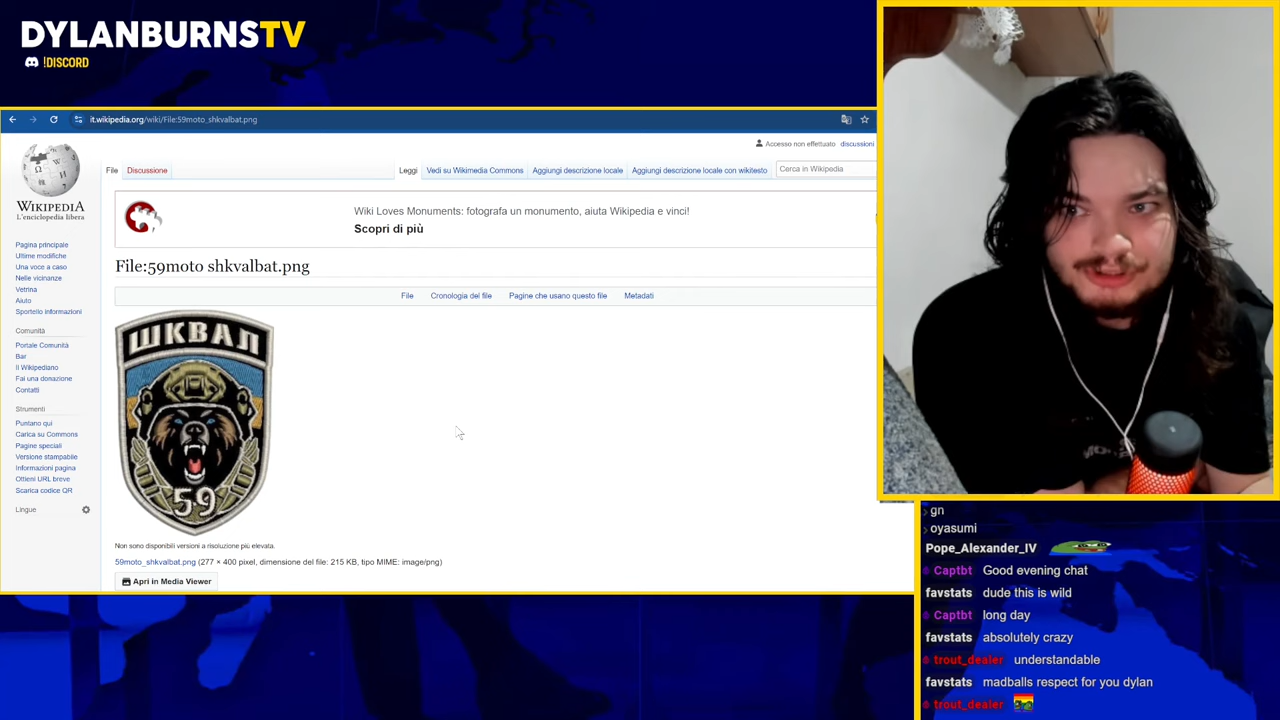 DYLANBURNSTV
!DISCORD
it.wikipedia.org/wiki/File:59moto_shkvalbat.png
WIKIPEDIA
L'enciclopedia libera
Pagina principale
Ultime modifiche
Una voce a caso
Nelle vicinanze
Vetrina
Aiuto
Sportello informazioni
Comunità
Portale Comunità
Bar
Il Wikipediano
Fai una donazione
Contatti
Strumenti
Puntano qui
Carica su Commons
Pagine speciali
Versione stampabile
Informazioni pagina
Ottieni URL breve
Scarica codice QR
Lingue
Accesso non effettuato discussioni
File Discussione
Leggi Vedi su Wikimedia Commons Aggiungi descrizione locale Aggiungi descrizione locale con wikitesto Cerca in Wikipedia
Wiki Loves Monuments: fotografa un monumento, aiuta Wikipedia e vinci!
Scopri di più
File:59moto shkvalbat.png
File Cronologia del file Pagine che usano questo file Metadati
ШКВАЛ
59
Non sono disponibili versioni a risoluzione più elevata.
59moto_shkvalbat.png (277 × 400 pixel, dimensione del file: 215 KB, tipo MIME: image/png)
Apri in Media Viewer
gn
oyasumi
Pope_Alexander_IV
Captbt Good evening chat
favstats dude this is wild
Captbt long day
favstats absolutely crazy
trout_dealer understandable
favstats madballs respect for you dylan
trout_dealer